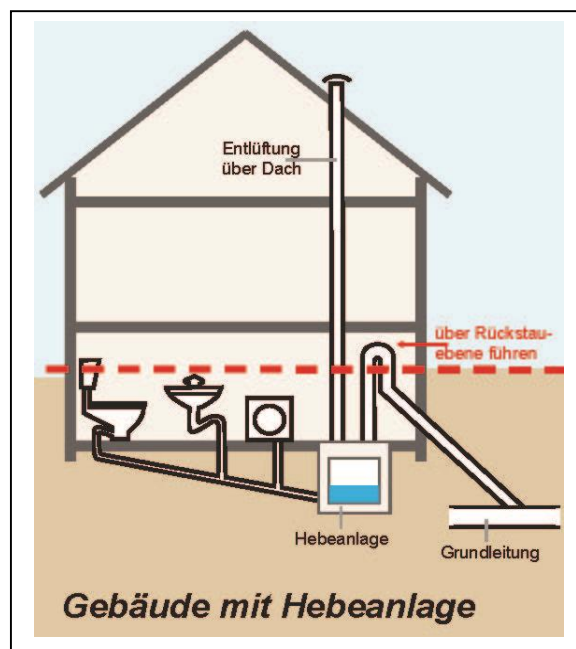 Entlüftung
über Dach
über Rückstau-
ebene führen
Hebeanlage
Grundleitung
Gebäude mit Hebeanlage